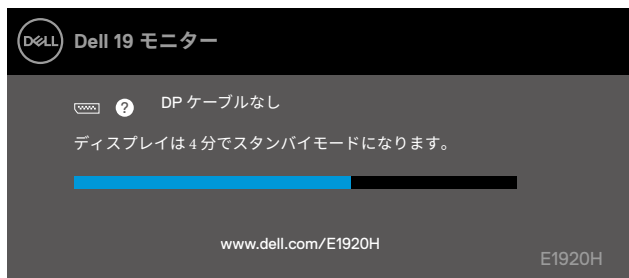 DELL Dell 19 モニター
? DP ケーブルなし
ディスプレイは 4 分でスタンバイモードになります。
www.dell.com/E1920H
E1920H